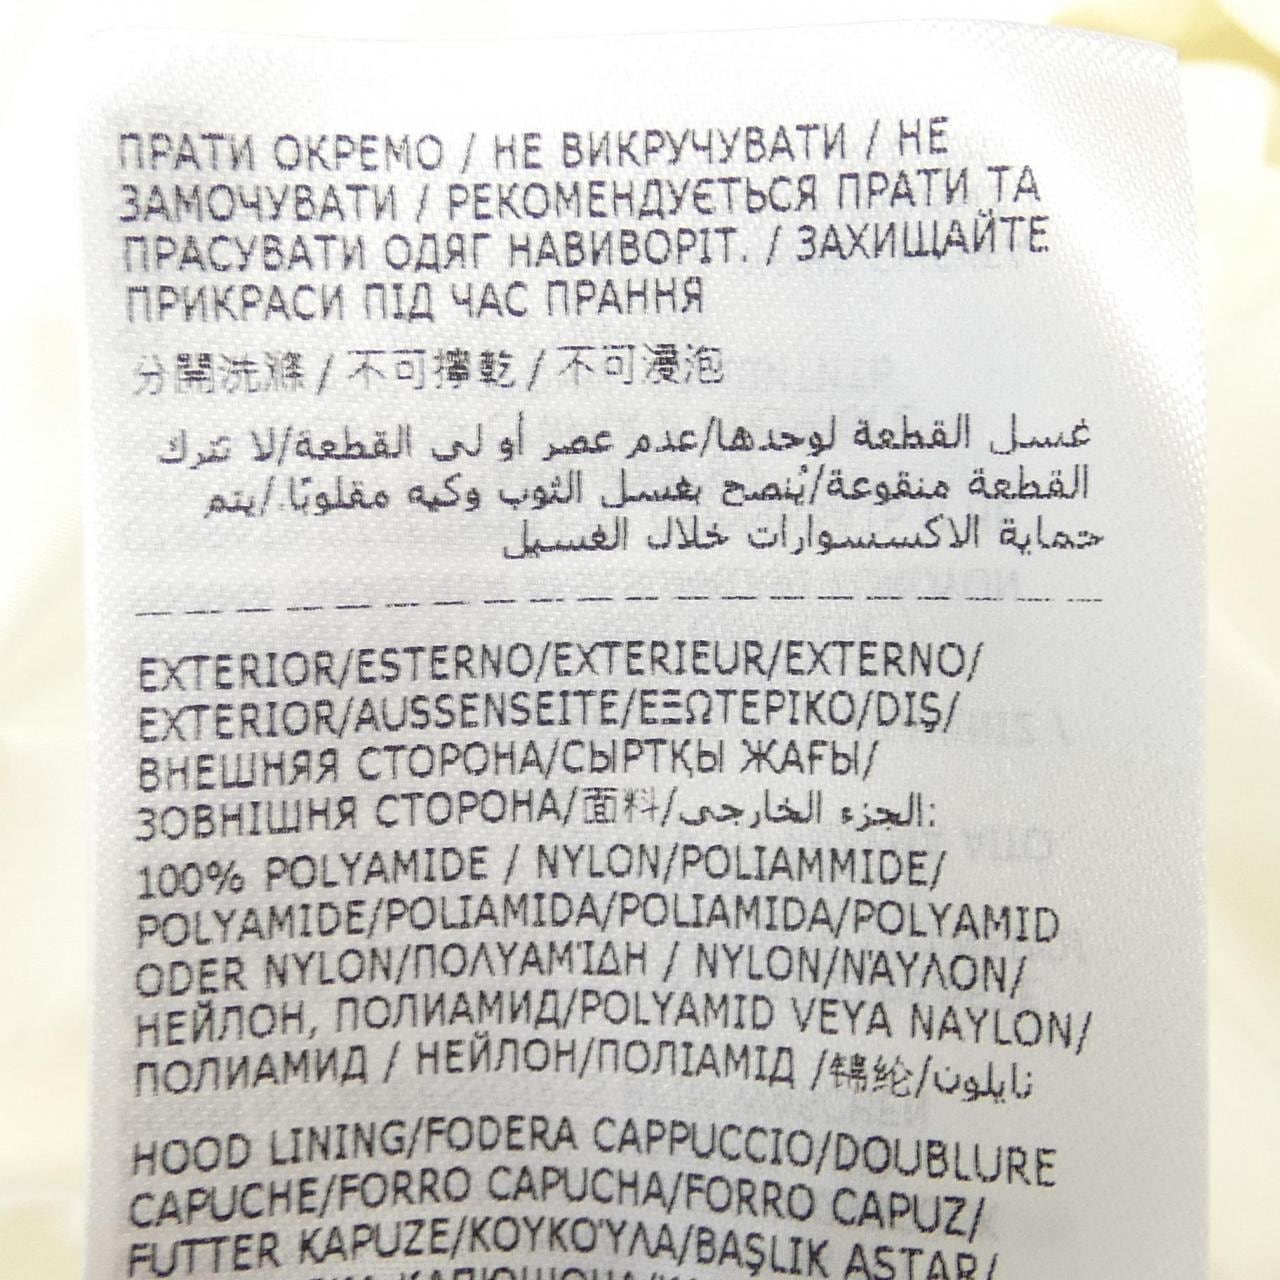 ПРАТИ ОКРЕМО / НЕ ВИКРУЧУВАТИ / НЕ
ЗАМОЧУВАТИ / РЕКОМЕНДУЄТЬСЯ ПРАТИ ТА
ПРАСУВАТИ ОДЯГ НАВИВОРІТ. / ЗАХИЩАЙТЕ
ПРИКРАСИ ПІД ЧАС ПРАННЯ
分開洗滌 / 不可擰乾 / 不可浸泡
غسل القطعة لوحدها/عدم عصر أو لي القطعة/لا تترك
القطعة منقوعة/يُنصح بغسل الثوب وكيه مقلوبًا./يتم
حماية الاكسسوارات خلال الغسيل
EXTERIOR/ESTERNO/EXTERIEUR/EXTERNO/
EXTERIOR/AUSSENSEITE/ΕΞΩΤΕΡΙΚΟ/DIŞ/
ВНЕШНЯЯ СТОРОНА/СЫРТҚЫ ЖАҒЫ/
ЗОВНІШНЯ СТОРОНА/面料/الجزء الخارجي:
100% POLYAMIDE / NYLON/POLIAMMIDE/
POLYAMIDE/POLIAMIDA/POLIAMIDA/POLYAMID
ODER NYLON/ΠΟΛΥΑΜΊΔΗ / NYLON/ΝΆΥΛΟΝ/
НЕЙЛОН, ПОЛИАМИД/POLYAMID VEYA NAYLON/
ПОЛИАМИД / НЕЙЛОН/ПОЛІАМІД /锦纶/نايلون
HOOD LINING/FODERA CAPPUCCIO/DOUBLURE
CAPUCHE/FORRO CAPUCHA/FORRO CAPUZ/
FUTTER KAPUZE/ΚΟΥΚΟΎΛΑ/BAŞLIK ASTAR/